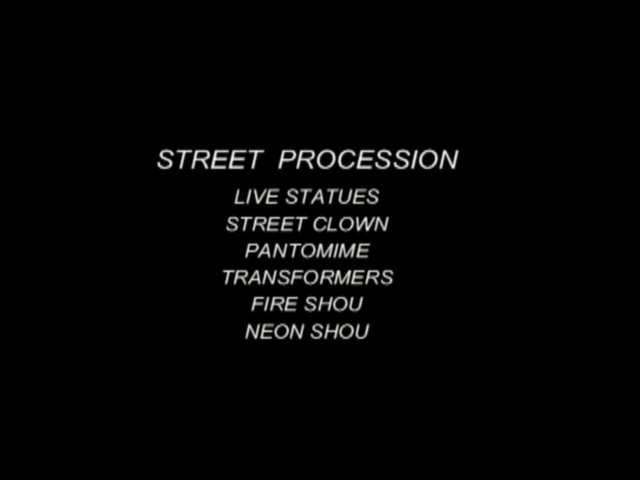 STREET PROCESSION
LIVE STATUES
STREET CLOWN
PANTOMIME
TRANSFORMERS
FIRE SHOU
NEON SHOU